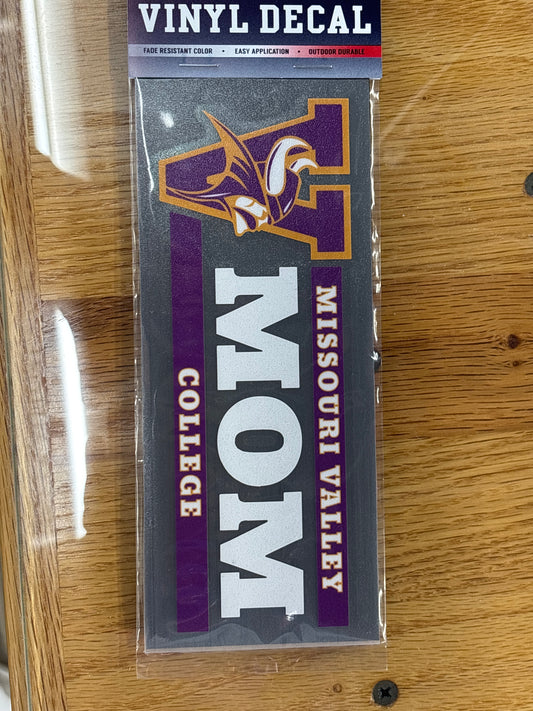 VINYL DECAL
FADE RESISTANT COLOR • EASY APPLICATION • OUTDOOR DURABLE
V
MISSOURI VALLEY
MOM
COLLEGE